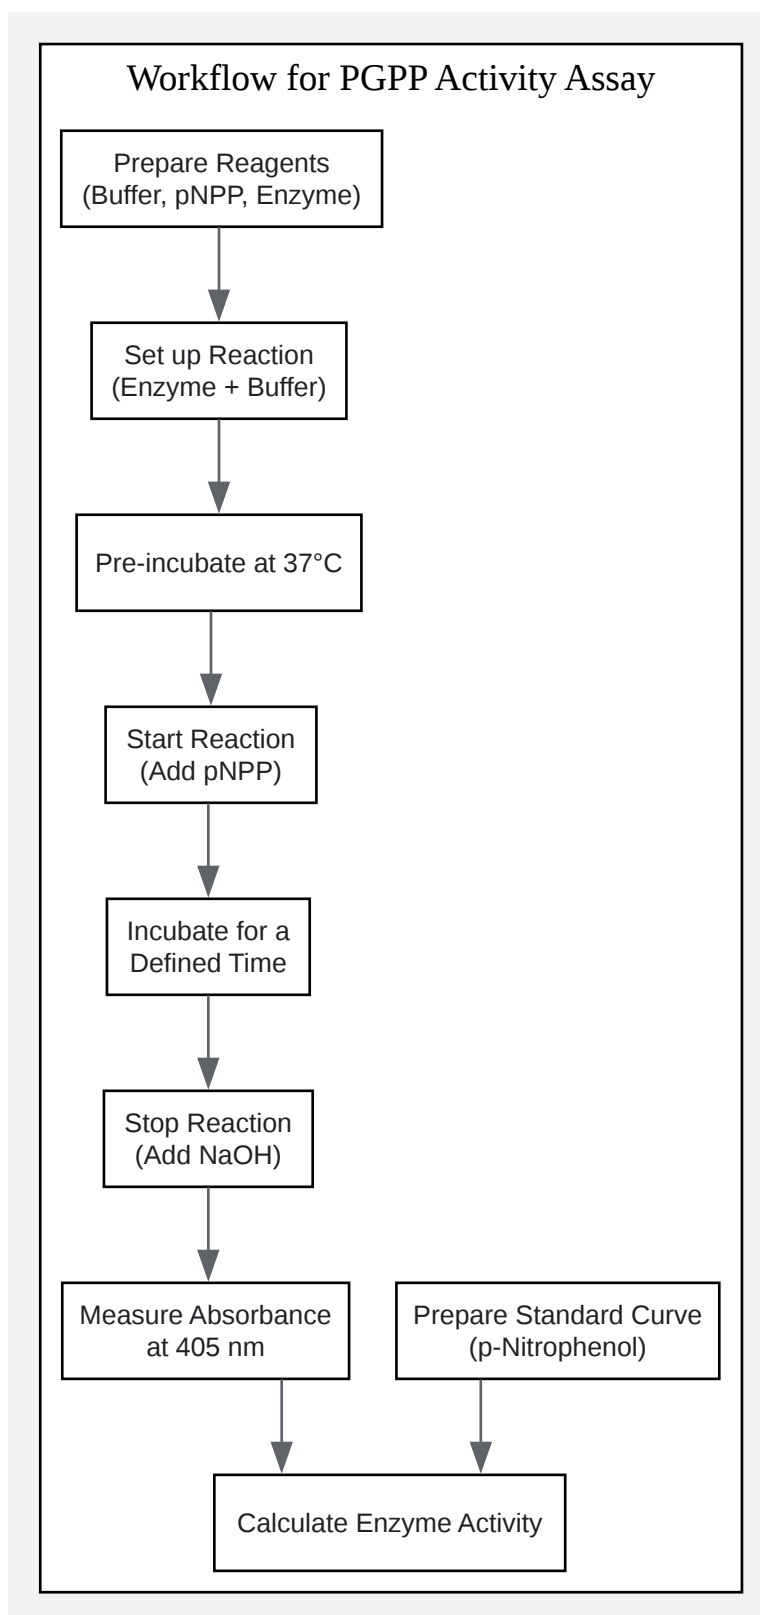 Workflow for PGPP Activity Assay
Prepare Reagents
(Buffer, pNPP, Enzyme)
Set up Reaction
(Enzyme + Buffer)
Pre-incubate at 37°C
Start Reaction
(Add pNPP)
Incubate for a
Defined Time
Stop Reaction
(Add NaOH)
Measure Absorbance
at 405 nm
Prepare Standard Curve
(p-Nitrophenol)
Calculate Enzyme Activity